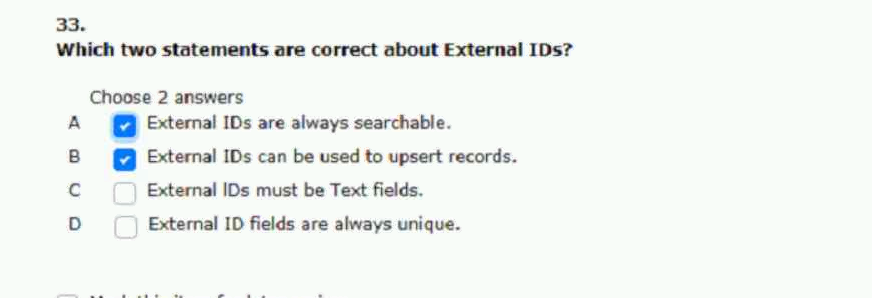 33.
Which two statements are correct about External IDs?
Choose 2 answers
A External IDs are always searchable.
B External IDs can be used to upsert records.
C External IDs must be Text fields.
D External ID fields are always unique.